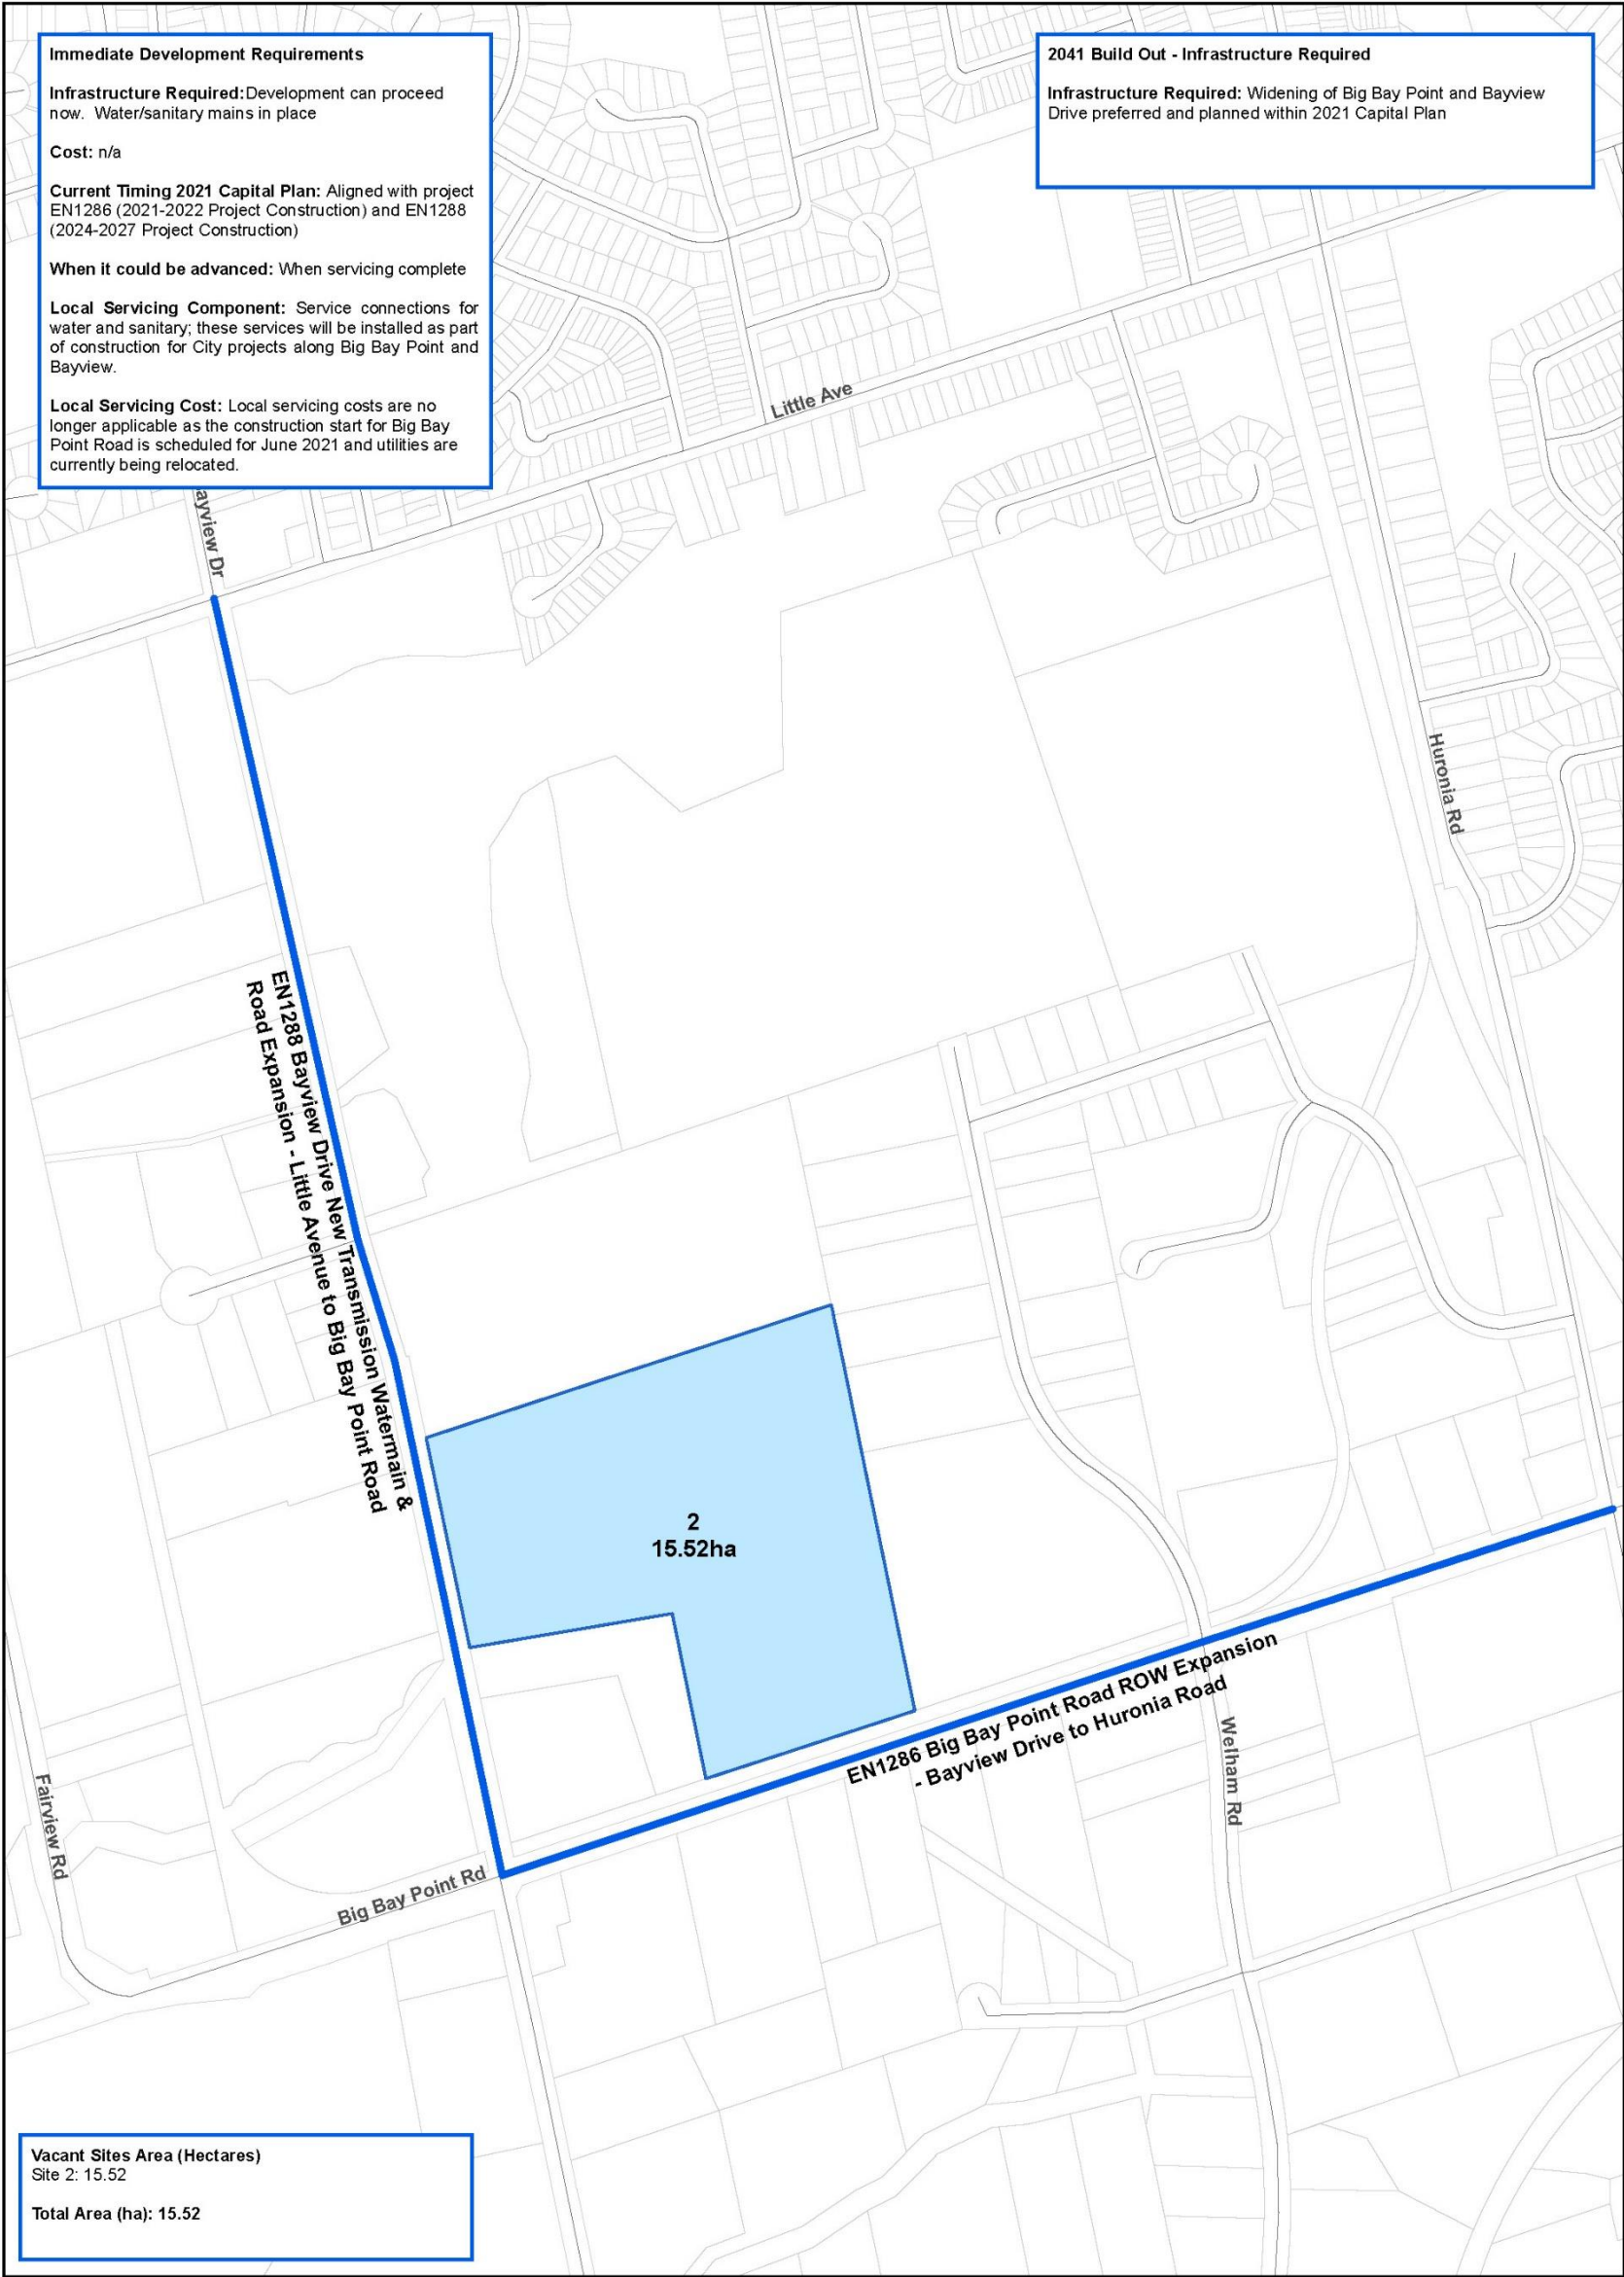 Immediate Development Requirements
Infrastructure Required:Development can proceed
now. Water/sanitary mains in place
Cost: n/a
Current Timing 2021 Capital Plan: Aligned with project
EN1286 (2021-2022 Project Construction) and EN1288
(2024-2027 Project Construction)
When it could be advanced: When servicing complete
Local Servicing Component: Service connections for
water and sanitary; these services will be installed as part
of construction for City projects along Big Bay Point and
Bayview.
Local Servicing Cost: Local servicing costs are no
longer applicable as the construction start for Big Bay
Point Road is scheduled for June 2021 and utilities are
currently being relocated.
2041 Build Out - Infrastructure Required
Infrastructure Required: Widening of Big Bay Point and Bayview
Drive preferred and planned within 2021 Capital Plan
Little Ave
ayview Dr
Huronia Rd
EN1288 Bayview Drive New Transmission Watermain &
Road Expansion - Little Avenue to Big Bay Point Road
2
15.52ha
EN1286 Big Bay Point Road ROW Expansion
- Bayview Drive to Huronia Road
Welham Rd
Fairview Rd
Big Bay Point Rd
Vacant Sites Area (Hectares)
Site 2: 15.52
Total Area (ha): 15.52